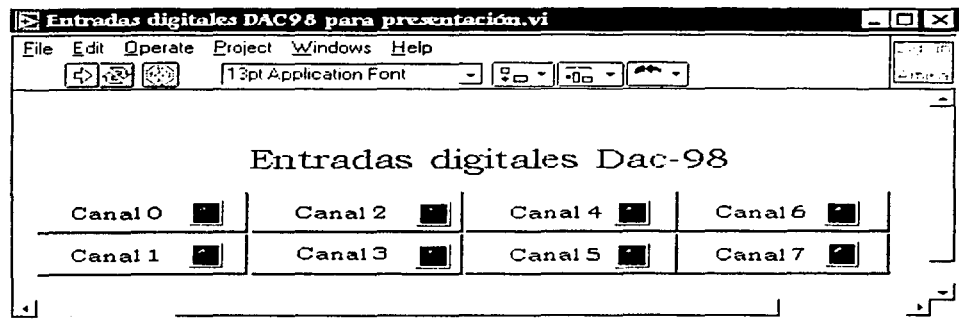 Entradas digitales DAC98 para presentación.vi
File Edit Operate Project Windows Help
13pt Application Font
Entradas digitales Dac-98
Canal 0 Canal 2 Canal 4 Canal 6
Canal 1 Canal 3 Canal 5 Canal 7